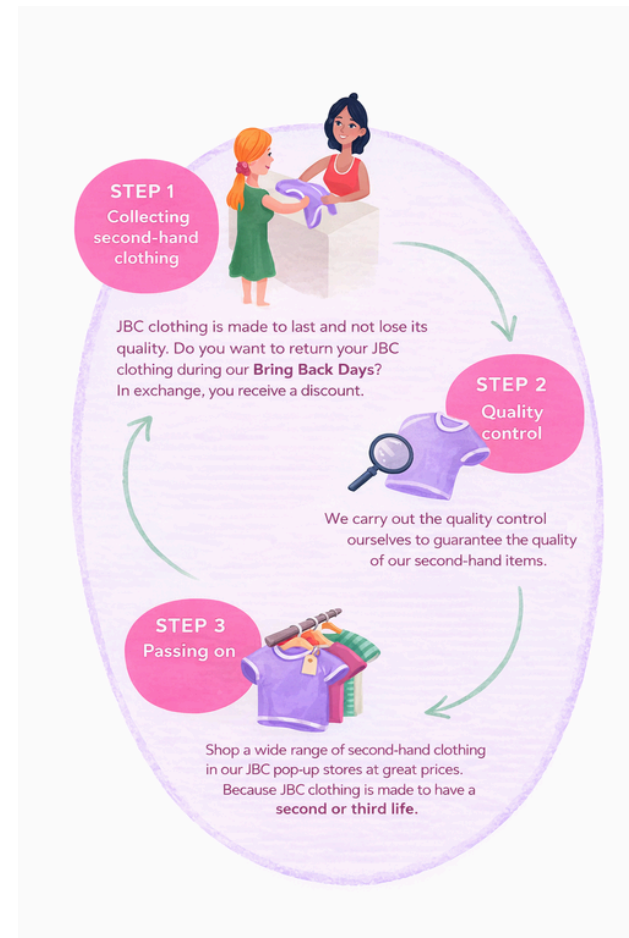 STEP 1
Collecting
second-hand
clothing
JBC clothing is made to last and not lose its
quality. Do you want to return your JBC
clothing during our Bring Back Days?
In exchange, you receive a discount.
STEP 2
Quality
control
We carry out the quality control
ourselves to guarantee the quality
of our second-hand items.
STEP 3
Passing on
Shop a wide range of second-hand clothing
in our JBC pop-up stores at great prices.
Because JBC clothing is made to have a
second or third life.